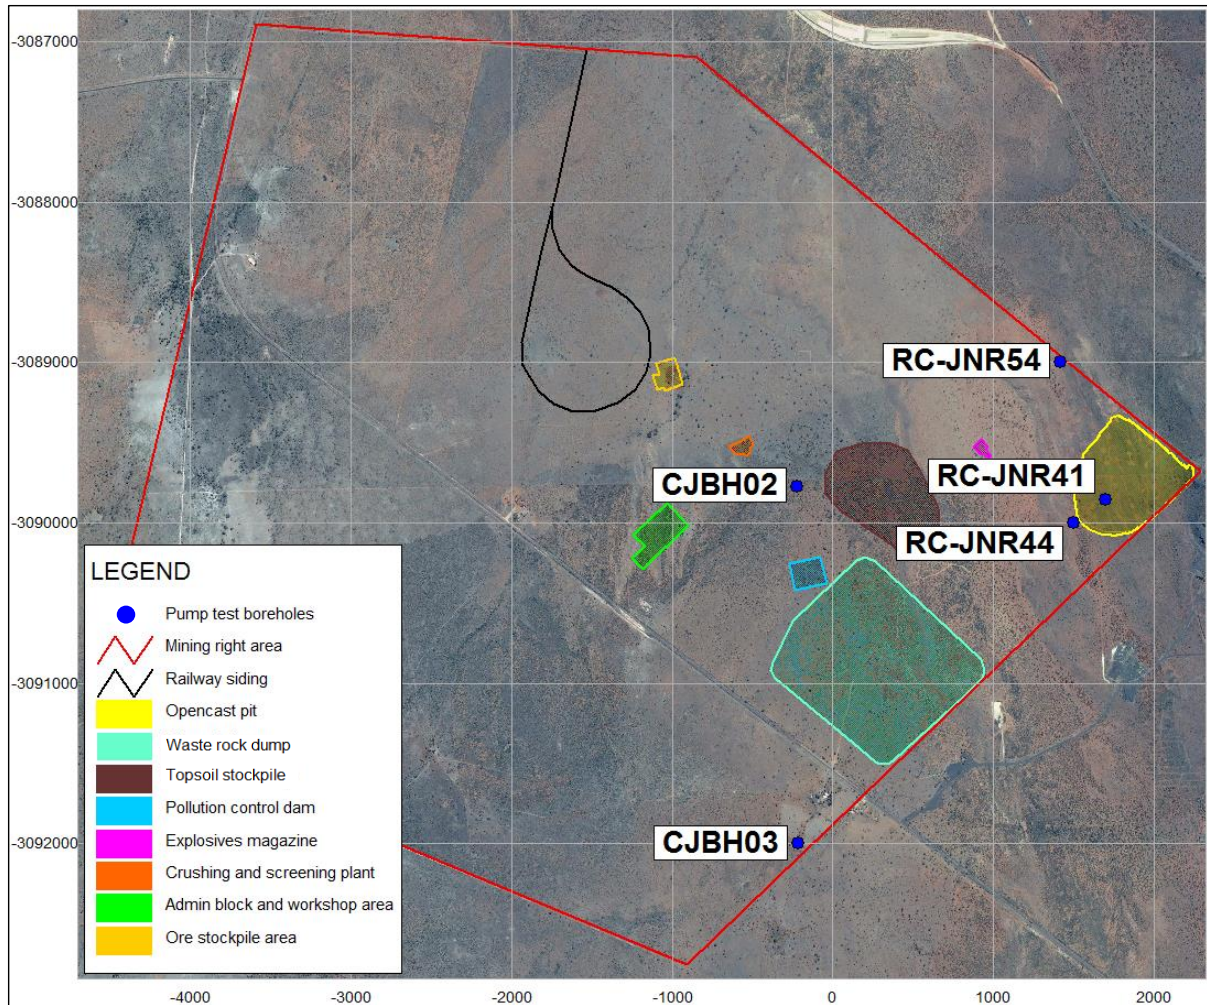 -3087000
-3088000
-3089000
RC-JNR54
RC-JNR41
CJBH02
-3090000
RC-JNR44
LEGEND
Pump test boreholes
Mining right area
Railway siding
-3091000
Opencast pit
Waste rock dump
Topsoil stockpile
Pollution control dam
Explosives magazine
-3092000
CJBH03
Crushing and screening plant
Admin block and workshop area
Ore stockpile area
-4000 -3000 -2000 -1000 0 1000 2000